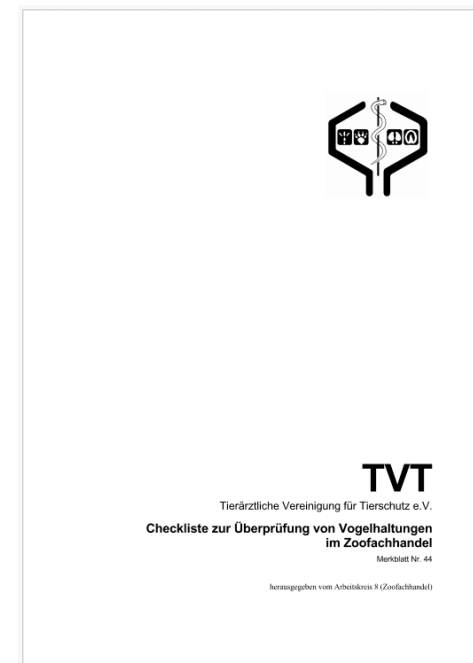 TVT
Tierärztliche Vereinigung für Tierschutz e.V.
Checkliste zur Überprüfung von Vogelhaltungen
im Zoofachhandel
Merkblatt Nr. 44
herausgegeben vom Arbeitskreis 8 (Zoofachhandel)